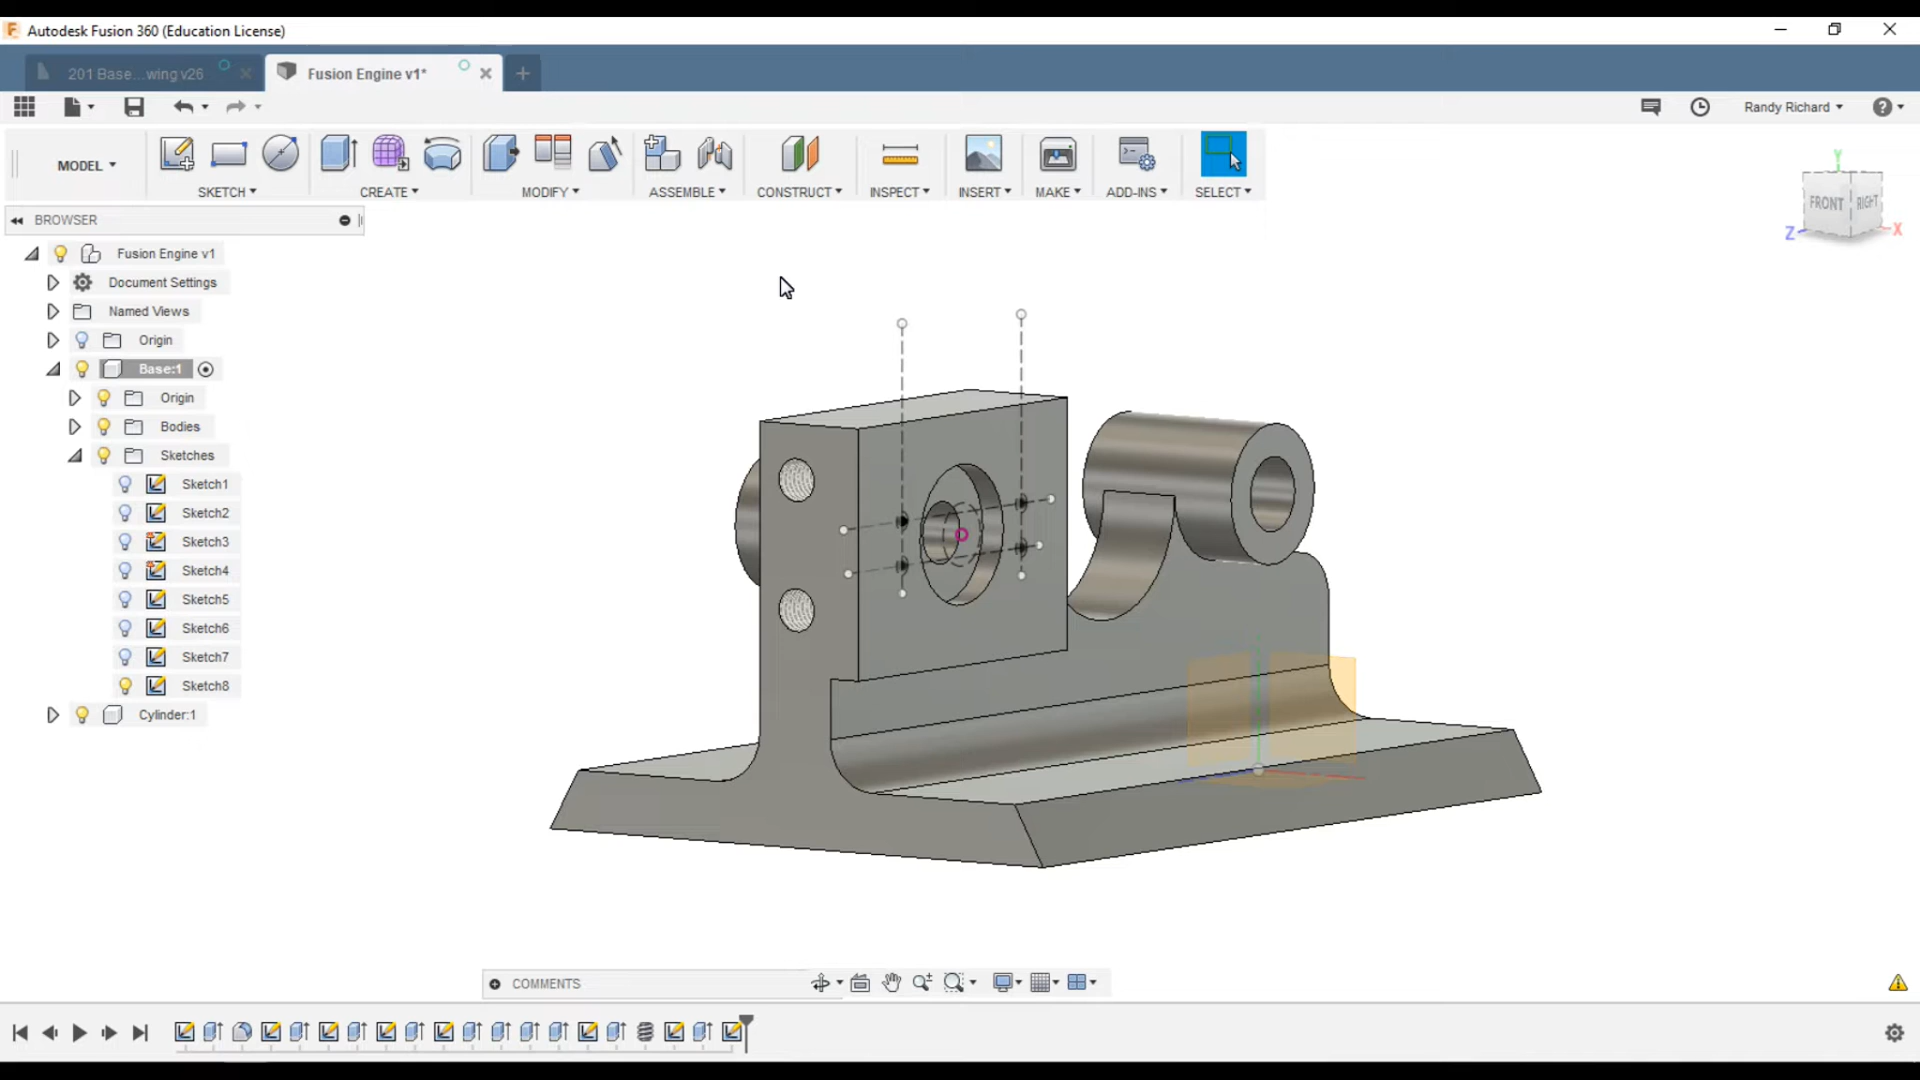 Autodesk Fusion 360 (Education License)
201 Base...wing v26
Fusion Engine v1*
Randy Richard
MODEL
SKETCH
CREATE
MODIFY
ASSEMBLE
CONSTRUCT
INSPECT
INSERT
MAKE
ADD-INS
SELECT
Y
FRONT
RIGHT
Z
X
BROWSER
Fusion Engine v1
Document Settings
Named Views
Origin
Base:1
Origin
Bodies
Sketches
Sketch1
Sketch2
Sketch3
Sketch4
Sketch5
Sketch6
Sketch7
Sketch8
Cylinder:1
COMMENTS